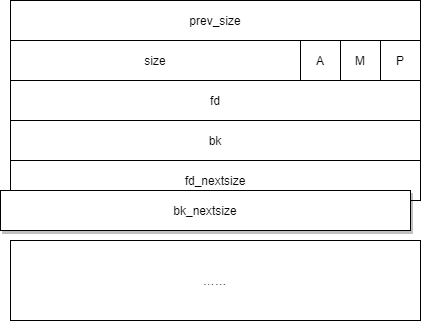 prev_size
size A M P
fd
bk
fd_nextsize
bk_nextsize
……